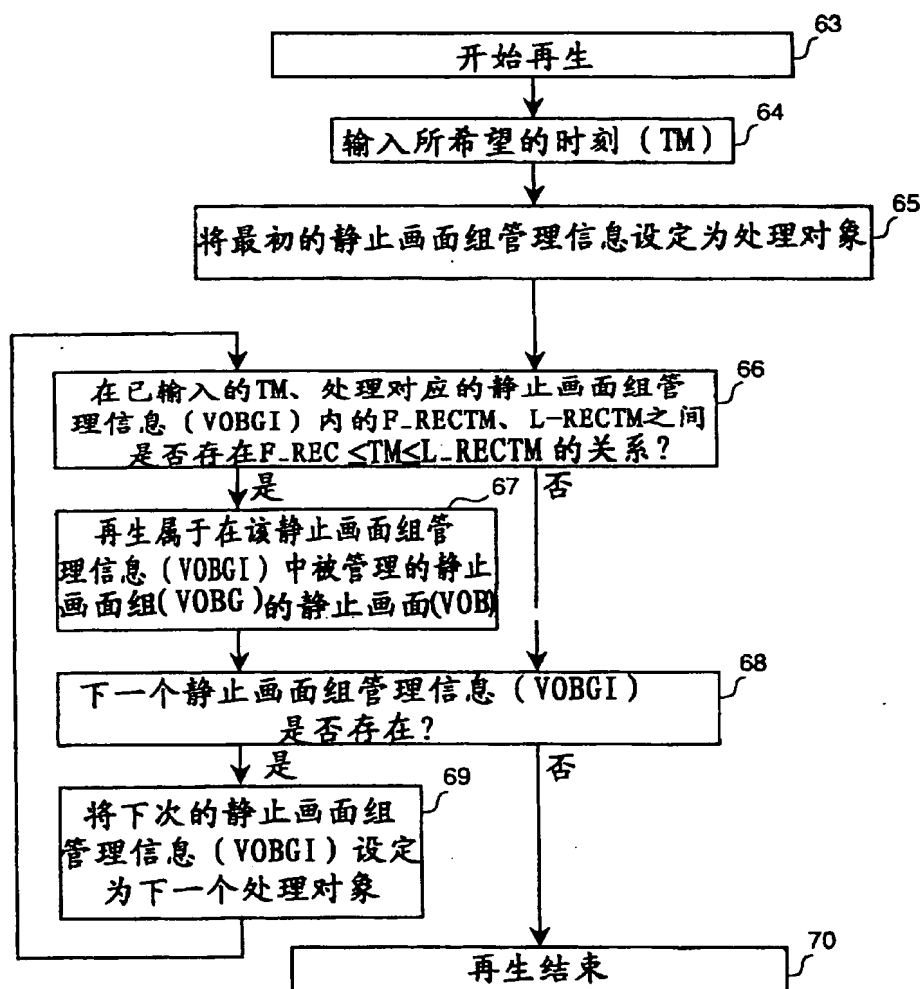 63
开始再生
64
输入所希望的时刻（TM）
65
将最初的静止画面组管理信息设定为处理对象
66
在已输入的TM、处理对应的静止画面组管
理信息（VOBGI）内的F_RECTM、L-RECTM之间
是否存在F_REC≤TM≤L_RECTM的关系？
是
否
67
再生属于在该静止画面组管
理信息（VOBGI）中被管理的静止
画面组(VOBG)的静止画面(VOB)
68
下一个静止画面组管理信息（VOBGI）
是否存在？
是
否
69
将下次的静止画面组
管理信息（VOBGI）设定
为下一个处理对象
70
再生结束